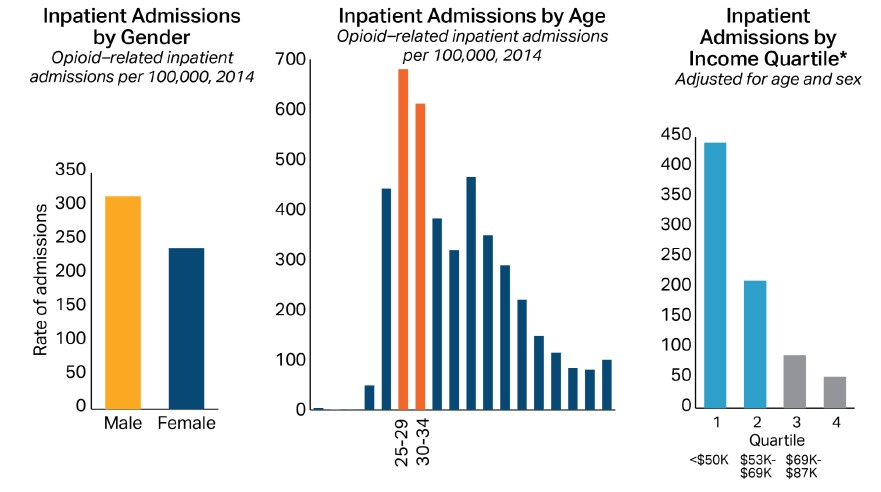 Inpatient Admissions
by Gender
Opioid–related inpatient
admissions per 100,000, 2014
350
300
250
200
150
100
50
0
Rate of admissions
Male Female
Inpatient Admissions by Age
Opioid–related inpatient admissions
per 100,000, 2014
700
600
500
400
300
200
100
0
25-29
30-34
Inpatient
Admissions by
Income Quartile*
Adjusted for age and sex
450
400
350
300
250
200
150
100
50
0
1 2 3 4
Quartile
<$50K $53K- $69K-
$69K $87K